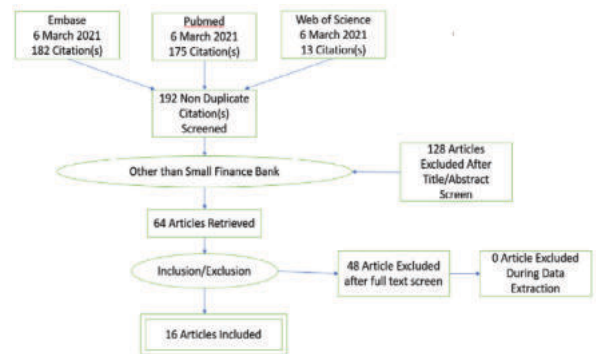 Embase
6 March 2021
182 Citation(s)
Pubmed
6 March 2021
175 Citation(s)
Web of Science
6 March 2021
13 Citation(s)
192 Non Duplicate
Citation(s)
Screened
128 Articles
Excluded After
Title/Abstract
Screen
Other than Small Finance Bank
64 Articles Retrieved
Inclusion/Exclusion
48 Article Excluded
after full text screen
0 Article Excluded
During Data
Extraction
16 Articles Included